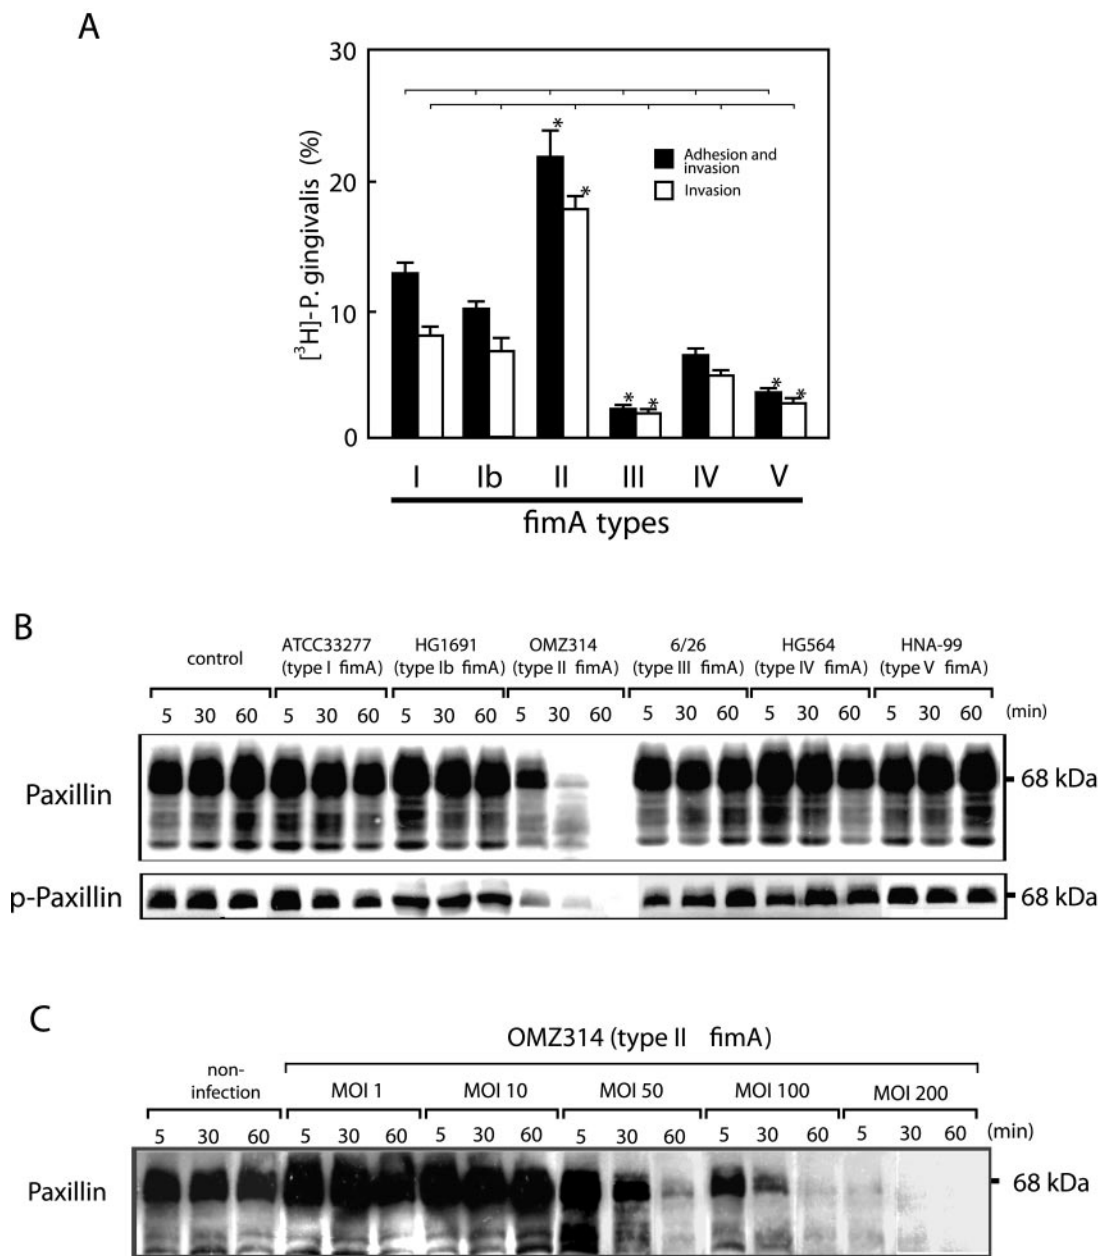 A
30
20
10
0
[³H]-P. gingivalis (%)
* * * * * *
Adhesion and
invasion
Invasion
I Ib II III IV V
fimA types
B
control
ATCC33277
(type I fimA)
HG1691
(type Ib fimA)
OMZ314
(type II fimA)
6/26
(type III fimA)
HG564
(type IV fimA)
HNA-99
(type V fimA)
5 30 60 5 30 60 5 30 60 5 30 60 5 30 60 5 30 60 5 30 60 (min)
Paxillin
68 kDa
p-Paxillin
68 kDa
C
OMZ314 (type II fimA)
non-
infection
MOI 1 MOI 10 MOI 50 MOI 100 MOI 200
5 30 60 5 30 60 5 30 60 5 30 60 5 30 60 5 30 60 (min)
Paxillin
68 kDa